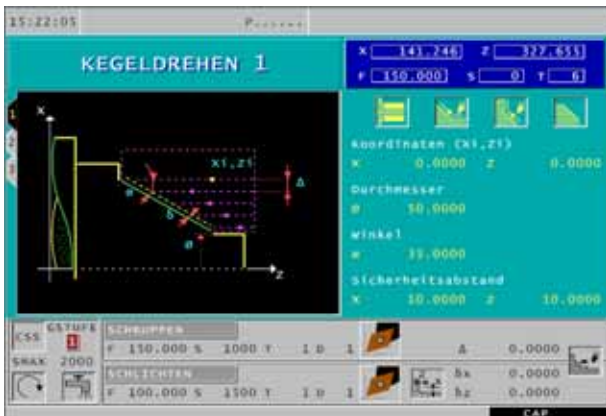 15:22:05 P......
KEGELDREHEN 1
X 141.246 Z 327.655
F 150.000 S 0 T 6
1
2
3
X
Xi,Zi
Δ
ø
δ
ø
Z
Koordinaten (Xi,Zi)
X 0.0000 Z 0.0000
Durchmesser
ø 50.0000
Winkel
35.0000
Sicherheitsabstand
X 10.0000 Z 10.0000
CSS GSTUFE 1
SMAX 2000
SCHRUPPEN
F 150.000 S 1000 T 1 D 1 Δ 0.0000
SCHLICHTEN
F 100.000 S 1500 T 1 D 1 δx 0.0000
δz 0.0000
CAP